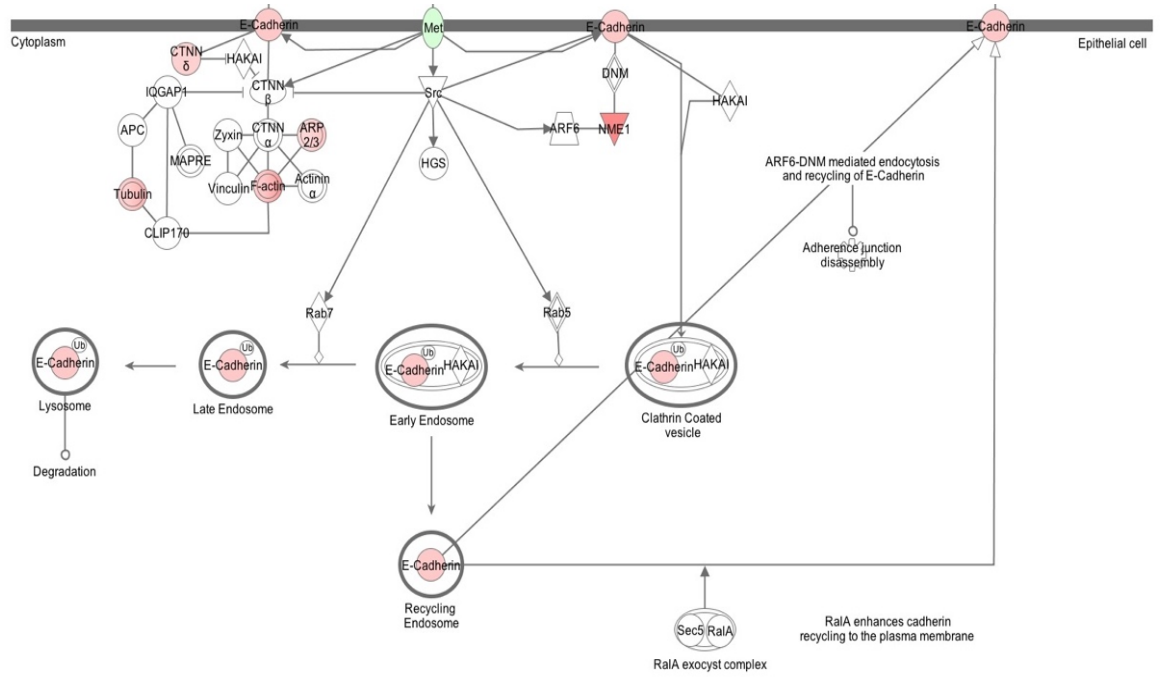 E-Cadherin
Met
E-Cadherin
E-Cadherin
Cytoplasm
Epithelial cell
CTNN
δ
HAKAI
DNM
IQGAP1
CTNN
β
Src
HAKAI
APC
Zyxin
CTNN
α
ARP
2/3
ARF6
NME1
MAPRE
HGS
ARF6-DNM mediated endocytosis
and recycling of E-Cadherin
Tubulin
Vinculin
F-actin
Actinin
α
CLIP170
Adherence junction
disassembly
Rab7
Rab5
Ub
E-Cadherin
Lysosome
Ub
E-Cadherin
Late Endosome
Ub
E-Cadherin
HAKAI
Early Endosome
Ub
E-Cadherin
HAKAI
Clathrin Coated
vesicle
Degradation
E-Cadherin
Recycling
Endosome
Sec5
RalA
RalA exocyst complex
RalA enhances cadherin
recycling to the plasma membrane